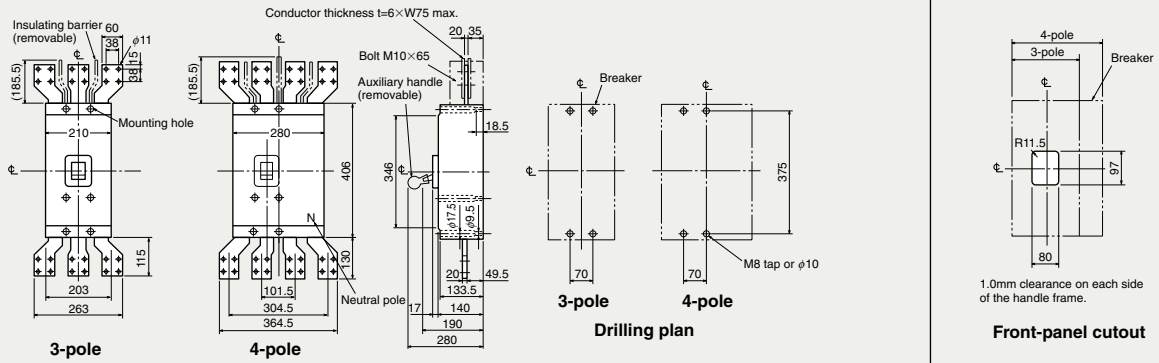 Insulating barrier
(removable)
60
38
φ11
15
38
(185.5)
℄
Mounting hole
210
℄
115
203
263
3-pole
℄
(185.5)
280
406
N
130
101.5
304.5
364.5
Neutral pole
4-pole
Conductor thickness t=6×W75 max.
20
35
Bolt M10×65
Auxiliary handle
(removable)
18.5
346
℄
φ17.5
φ9.5
20
49.5
133.5
17
140
190
280
℄
Breaker
℄
70
3-pole
375
70
M8 tap or φ10
4-pole
Drilling plan
4-pole
3-pole
Breaker
℄
R11.5
℄
97
80
1.0mm clearance on each side
of the handle frame.
Front-panel cutout